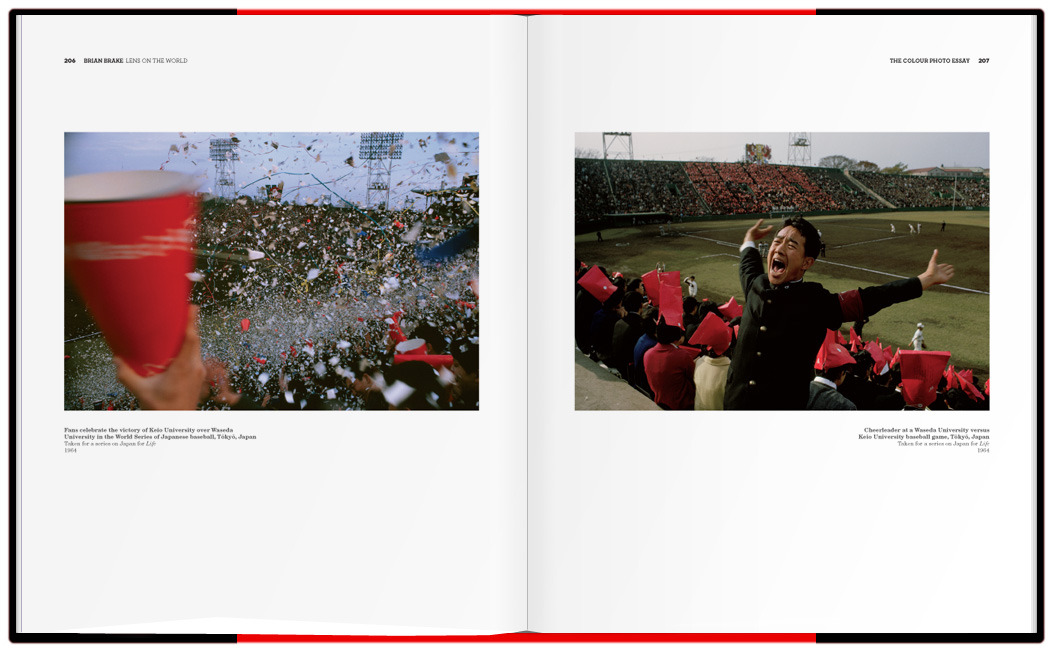 206 BRIAN BRAKE LENS ON THE WORLD
Fans celebrate the victory of Keio University over Waseda
University in the World Series of Japanese baseball, Tōkyō, Japan
Taken for a series on Japan for Life
1964
THE COLOUR PHOTO ESSAY 207
Cheerleader at a Waseda University versus
Keio University baseball game, Tōkyō, Japan
Taken for a series on Japan for Life
1964